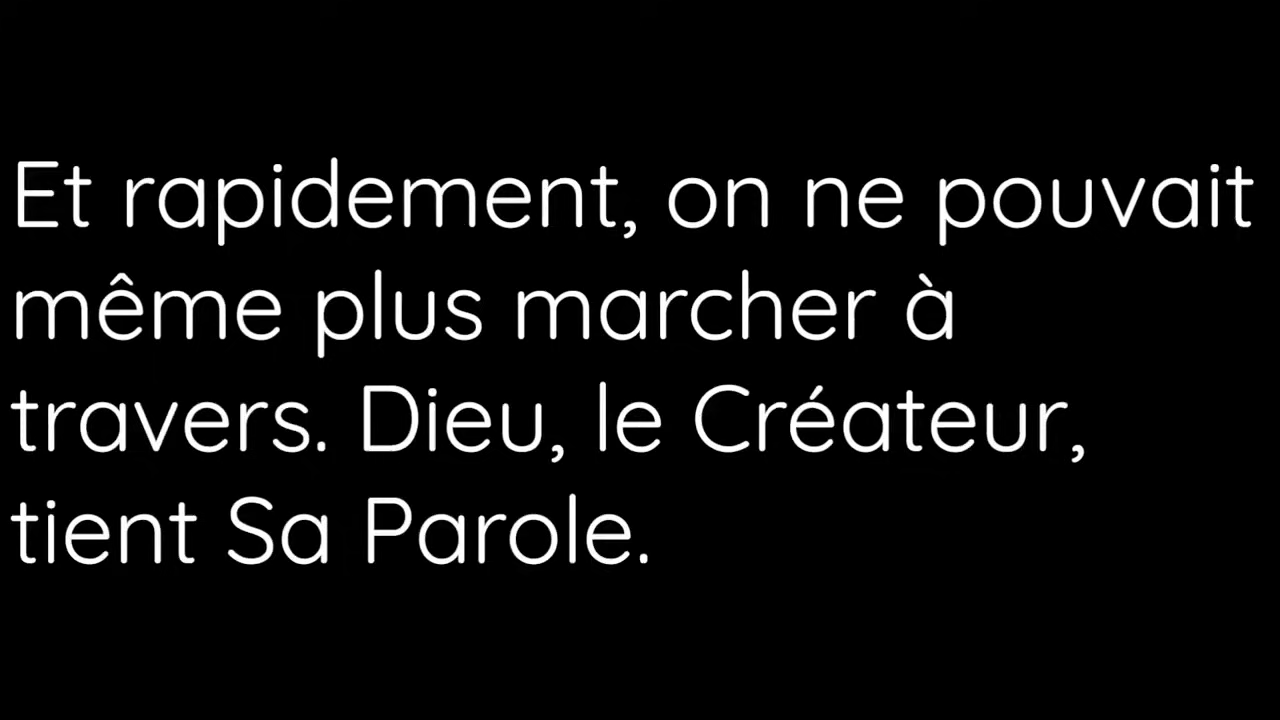 Et rapidement, on ne pouvait
même plus marcher à
travers. Dieu, le Créateur,
tient Sa Parole.